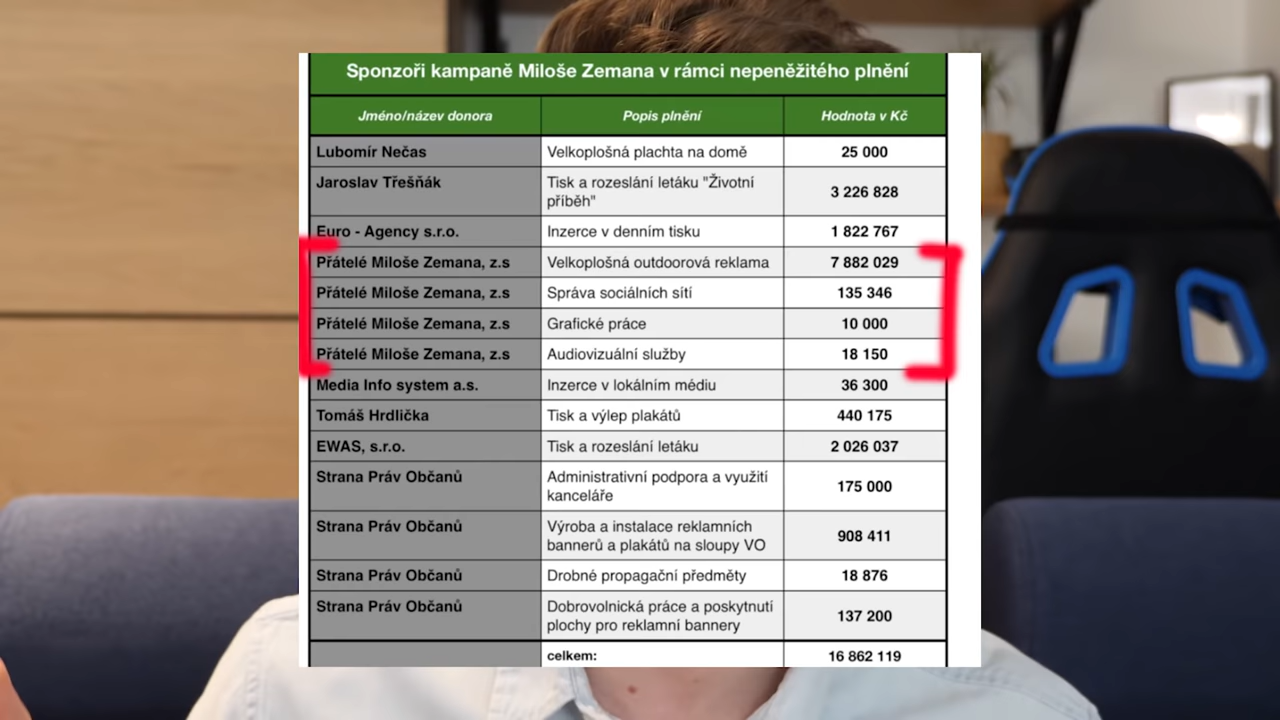 Sponzoři kampaně Miloše Zemana v rámci nepeněžitého plnění
Jméno/název donora Popis plnění Hodnota v Kč
Lubomír Nečas Velkoplošná plachta na domě 25 000
Jaroslav Třešňák Tisk a rozeslání letáku "Životní
příběh" 3 226 828
Euro - Agency s.r.o. Inzerce v denním tisku 1 822 767
Přátelé Miloše Zemana, z.s Velkoplošná outdoorová reklama 7 882 029
Přátelé Miloše Zemana, z.s Správa sociálních sítí 135 346
Přátelé Miloše Zemana, z.s Grafické práce 10 000
Přátelé Miloše Zemana, z.s Audiovizuální služby 18 150
Media Info system a.s. Inzerce v lokálním médiu 36 300
Tomáš Hrdlička Tisk a výlep plakátů 440 175
EWAS, s.r.o. Tisk a rozeslání letáku 2 026 037
Strana Práv Občanů Administrativní podpora a využití
kanceláře 175 000
Strana Práv Občanů Výroba a instalace reklamních
bannerů a plakátů na sloupy VO 908 411
Strana Práv Občanů Drobné propagační předměty 18 876
Strana Práv Občanů Dobrovolnická práce a poskytnutí
plochy pro reklamní bannery 137 200
celkem: 16 862 119